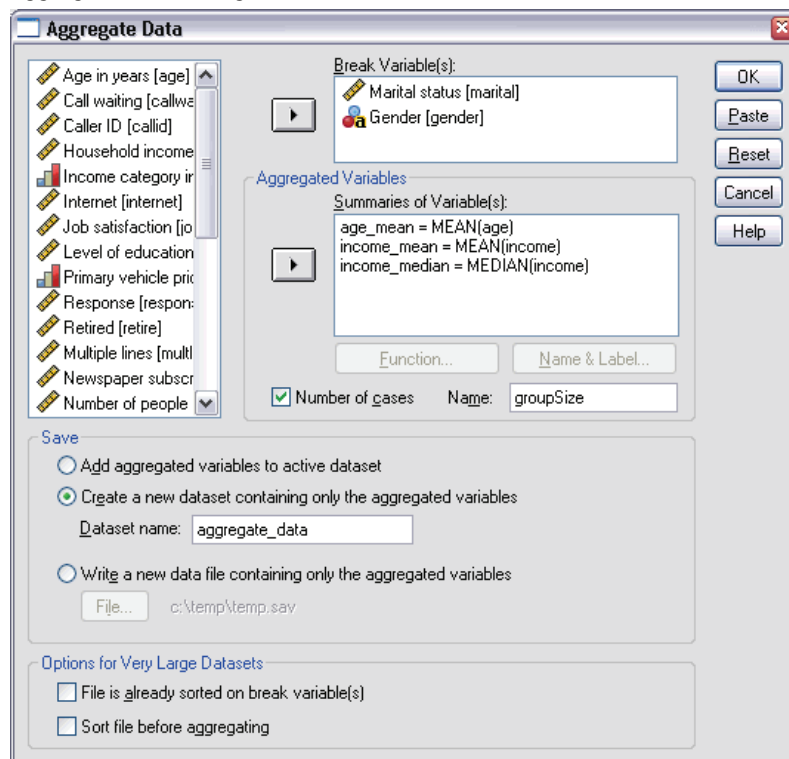 Aggregate Data
Age in years [age]
Call waiting [callwa
Caller ID [callid]
Household income
Income category ir
Internet [internet]
Job satisfaction [jo
Level of education
Primary vehicle pric
Response [respon:
Retired [retire]
Multiple lines [multl
Newspaper subscr
Number of people
Break Variable(s):
Marital status [marital]
Gender [gender]
Aggregated Variables
Summaries of Variable(s):
age_mean = MEAN(age)
income_mean = MEAN(income)
income_median = MEDIAN(income)
Function... Name & Label...
Number of cases Name: groupSize
OK
Paste
Reset
Cancel
Help
Save
Add aggregated variables to active dataset
Create a new dataset containing only the aggregated variables
Dataset name: aggregate_data
Write a new data file containing only the aggregated variables
File... c:\temp\temp.sav
Options for Very Large Datasets
File is already sorted on break variable(s)
Sort file before aggregating